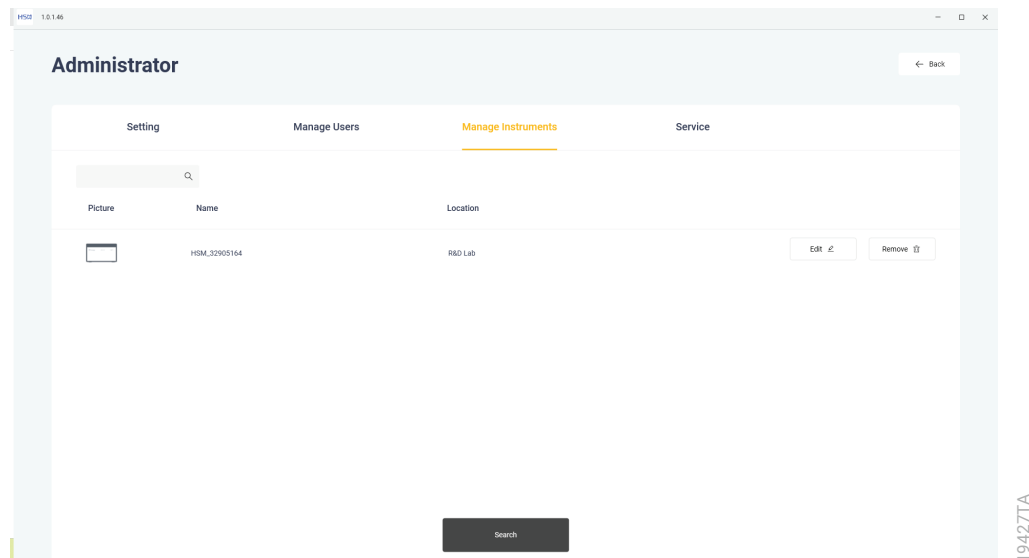 HSM 1.0.1.46
Administrator
← Back
Setting Manage Users Manage Instruments Service
Picture Name Location
HSM_32905164 R&D Lab Edit Remove
Search